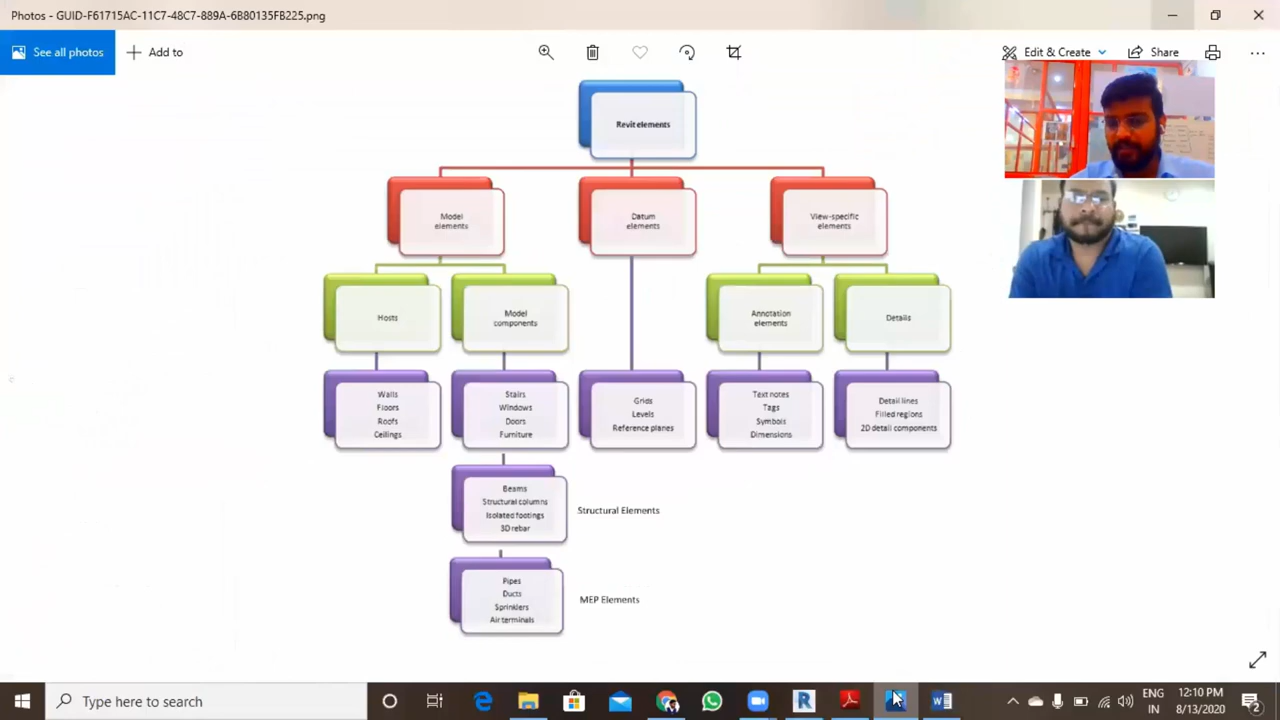 Photos - GUID-F61715AC-11C7-48C7-889A-6B80135FB225.png
See all photos
Add to
Edit & Create
Share
Revit elements
Model
elements
Datum
elements
View-specific
elements
Hosts
Model
components
Annotation
elements
Details
Walls
Floors
Roofs
Ceilings
Stairs
Windows
Doors
Furniture
Grids
Levels
Reference planes
Text notes
Tags
Symbols
Dimensions
Detail lines
Filled regions
2D detail components
Beams
Structural columns
Isolated footings
3D rebar
Structural Elements
Pipes
Ducts
Sprinklers
Air terminals
MEP Elements
Type here to search
ENG
IN
12:10 PM
8/13/2020
2